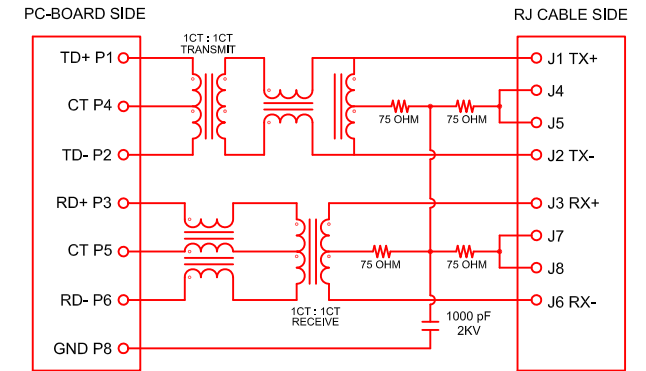 PC-BOARD SIDE
RJ CABLE SIDE
1CT : 1CT
TRANSMIT
TD+ P1
J1 TX+
J4
CT P4
75 OHM
75 OHM
J5
TD- P2
J2 TX-
RD+ P3
J3 RX+
J7
CT P5
75 OHM
75 OHM
J8
RD- P6
J6 RX-
1CT : 1CT
RECEIVE
1000 pF
2KV
GND P8